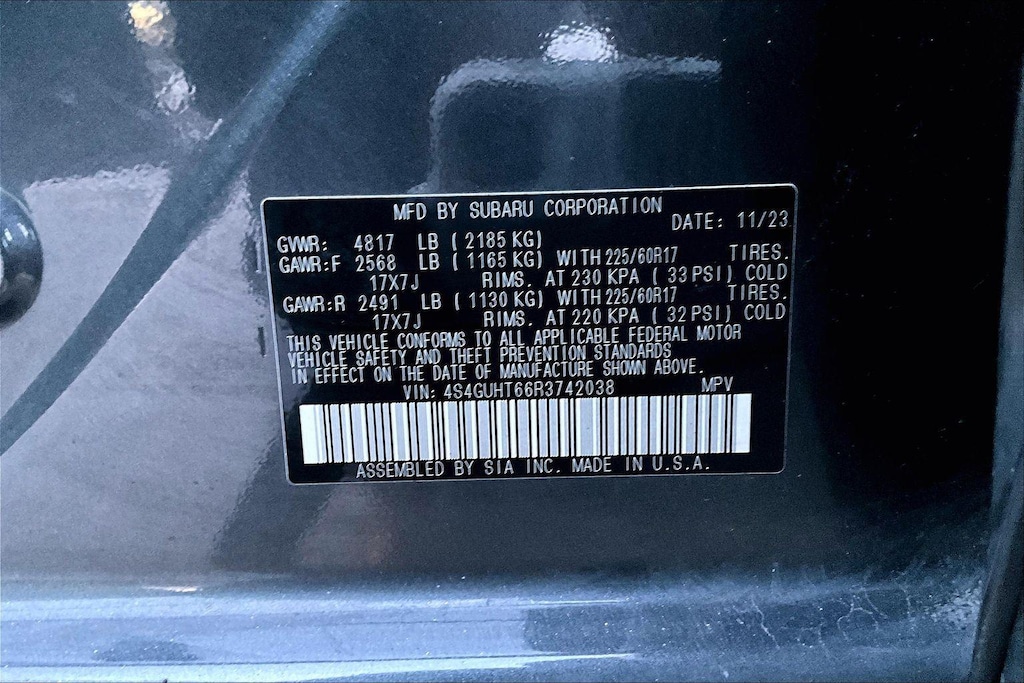 MFD BY SUBARU CORPORATION DATE: 11/23
GVWR: 4817 LB (2185 KG)
GAWR:F 2568 LB (1165 KG) WITH 225/60R17 TIRES.
17X7J RIMS. AT 230 KPA (33 PSI) COLD
GAWR:R 2491 LB (1130 KG) WITH 225/60R17 TIRES.
17X7J RIMS. AT 220 KPA (32 PSI) COLD
THIS VEHICLE CONFORMS TO ALL APPLICABLE FEDERAL MOTOR
VEHICLE SAFETY AND THEFT PREVENTION STANDARDS
IN EFFECT ON THE DATE OF MANUFACTURE SHOWN ABOVE.
VIN: 4S4GUHT66R3742038 MPV
ASSEMBLED BY SIA INC. MADE IN U.S.A.